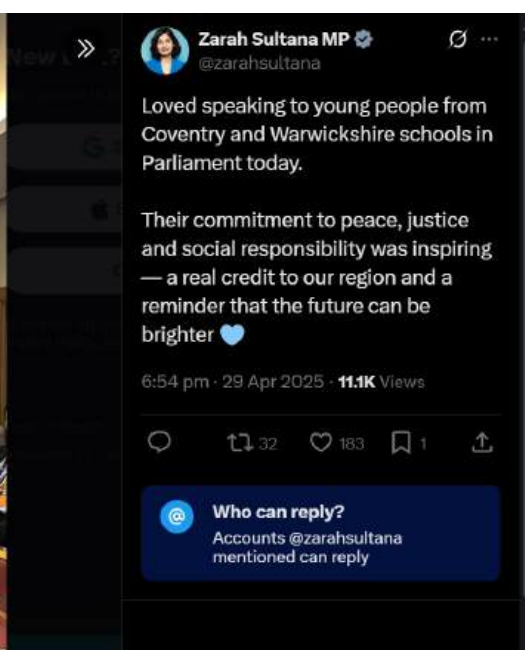 Zarah Sultana MP
@zarahsultana
Loved speaking to young people from
Coventry and Warwickshire schools in
Parliament today.
Their commitment to peace, justice
and social responsibility was inspiring
— a real credit to our region and a
reminder that the future can be
brighter 🩵
6:54 pm · 29 Apr 2025 · 11.1K Views
32 183 1
Who can reply?
Accounts @zarahsultana
mentioned can reply